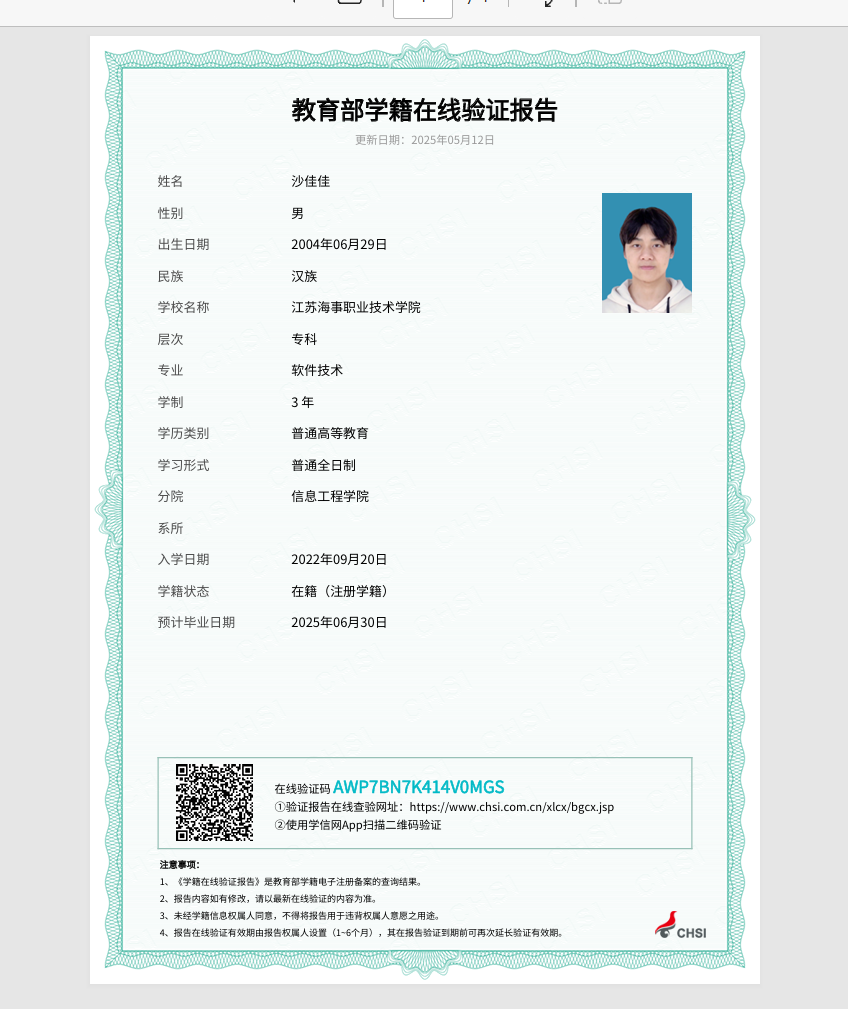 教育部学籍在线验证报告
更新日期：2025年05月12日
姓名 沙佳佳
性别 男
出生日期 2004年06月29日
民族 汉族
学校名称 江苏海事职业技术学院
层次 专科
专业 软件技术
学制 3 年
学历类别 普通高等教育
学习形式 普通全日制
分院 信息工程学院
系所
入学日期 2022年09月20日
学籍状态 在籍（注册学籍）
预计毕业日期 2025年06月30日
在线验证码 AWP7BN7K414V0MGS
①验证报告在线查验网址：https://www.chsi.com.cn/xlcx/bgcx.jsp
②使用学信网App扫描二维码验证
注意事项：
1、《学籍在线验证报告》是教育部学籍电子注册备案的查询结果。
2、报告内容如有修改，请以最新在线验证的内容为准。
3、未经学籍信息权属人同意，不得将报告用于违背权属人意愿之用途。
4、报告在线验证有效期由报告权属人设置（1~6个月），其在报告验证到期前可再次延长验证有效期。
CHSI